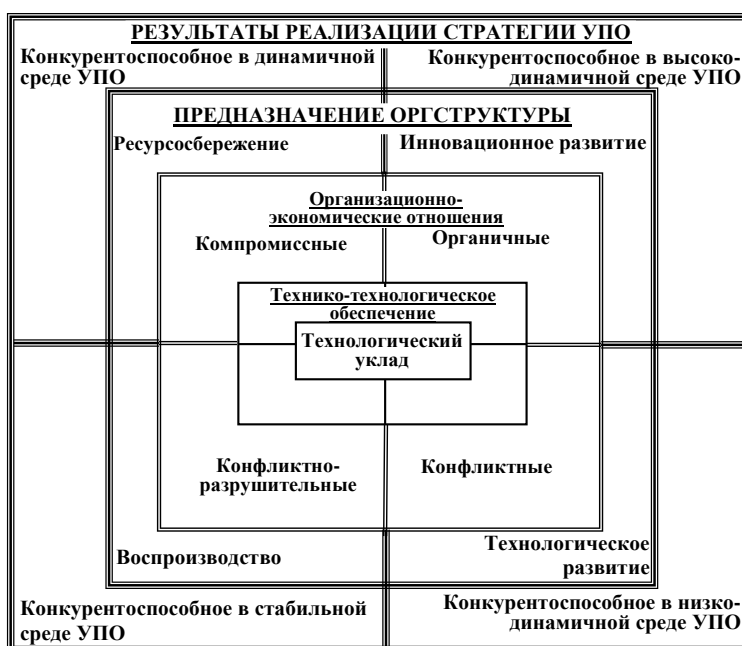 РЕЗУЛЬТАТЫ РЕАЛИЗАЦИИ СТРАТЕГИИ УПО
Конкурентоспособное в динамичной
среде УПО
Конкурентоспособное в высоко-
динамичной среде УПО
ПРЕДНАЗНАЧЕНИЕ ОРГСТРУКТУРЫ
Ресурсосбережение
Инновационное развитие
Организационно-
экономические отношения
Компромиссные
Органичные
Технико-технологическое
обеспечение
Технологический
уклад
Конфликтно-
разрушительные
Конфликтные
Воспроизводство
Технологическое
развитие
Конкурентоспособное в стабильной
среде УПО
Конкурентоспособное в низко-
динамичной среде УПО